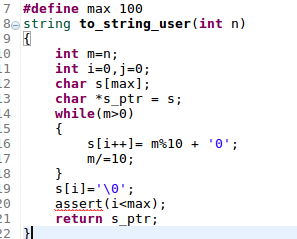 7 #define max 100
8 string to_string_user(int n)
9 {
10 int m=n;
11 int i=0,j=0;
12 char s[max];
13 char *s_ptr = s;
14 while(m>0)
15 {
16 s[i++]= m%10 + '0';
17 m/=10;
18 }
19 s[i]='\0';
20 assert(i<max);
21 return s_ptr;
22 }